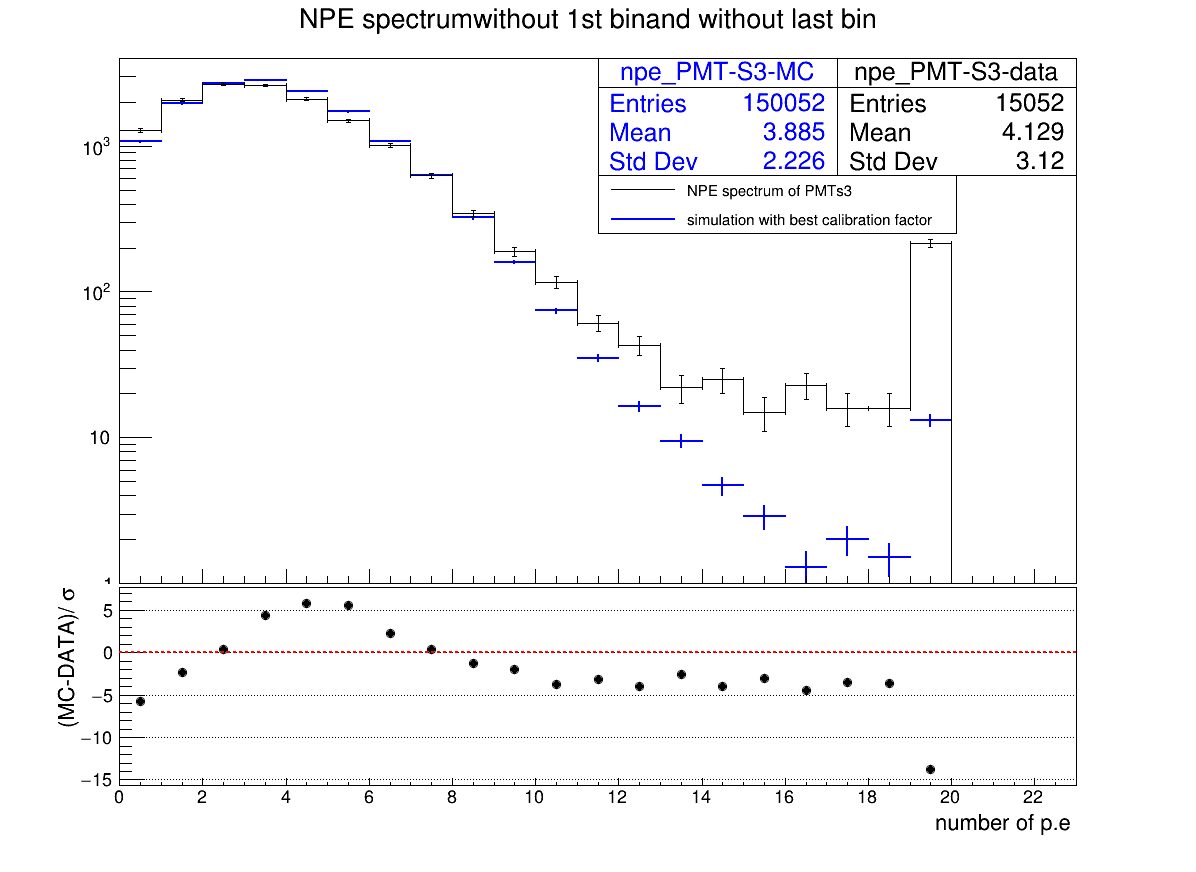 NPE spectrumwithout 1st binand without last bin
npe_PMT-S3-MC
Entries 150052
Mean 3.885
Std Dev 2.226
npe_PMT-S3-data
Entries 15052
Mean 4.129
Std Dev 3.12
NPE spectrum of PMTs3
simulation with best calibration factor
10³
10²
10
1
(MC-DATA)/ σ
5
0
−5
−10
−15
0 2 4 6 8 10 12 14 16 18 20 22
number of p.e